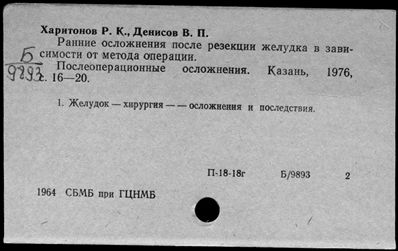 Харитонов Р. К., Денисов В. П.
Ранние осложнения после резекции желудка в зави-
симости от метода операции.
Б
9893
Послеоперационные осложнения. Казань, 1976,
с. 16—20.
1. Желудок — хирургия — — осложнения и последствия.
П-18-18г Б/9893 2
1964 СБМБ при ГЦНМБ